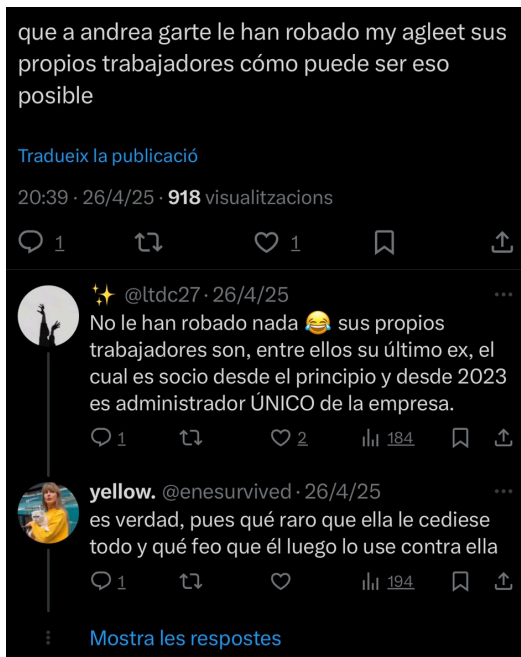 que a andrea garte le han robado my agleet sus
propios trabajadores cómo puede ser eso
posible
Tradueix la publicació
20:39 · 26/4/25 · 918 visualitzacions
1 1
✨ @ltdc27 · 26/4/25
No le han robado nada 😂 sus propios
trabajadores son, entre ellos su último ex, el
cual es socio desde el principio y desde 2023
es administrador ÚNICO de la empresa.
1 2 184
yellow. @enesurvived · 26/4/25
es verdad, pues qué raro que ella le cediese
todo y qué feo que él luego lo use contra ella
1 194
Mostra les respostes